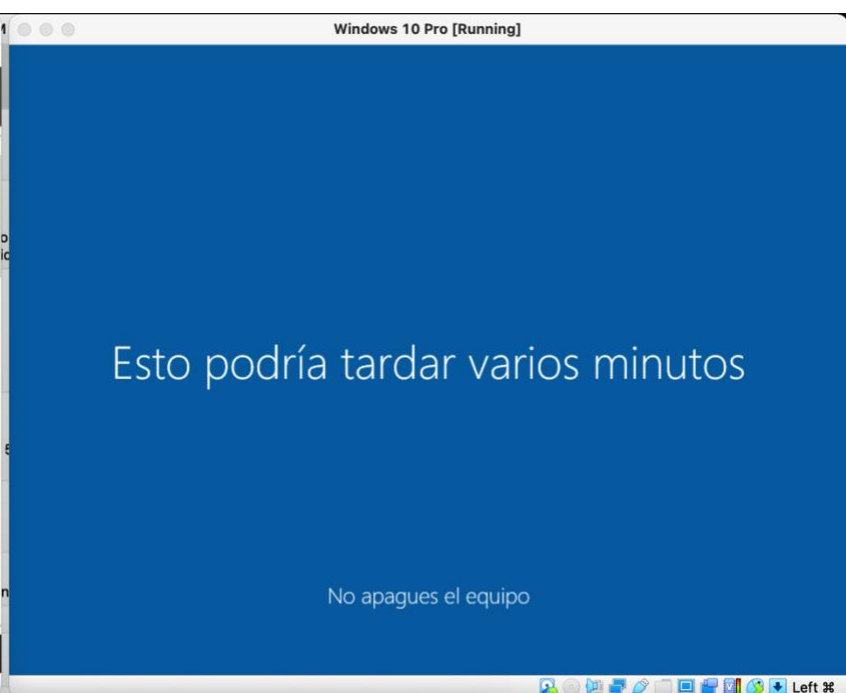 Windows 10 Pro [Running]
Esto podría tardar varios minutos
No apagues el equipo
Left ⌘